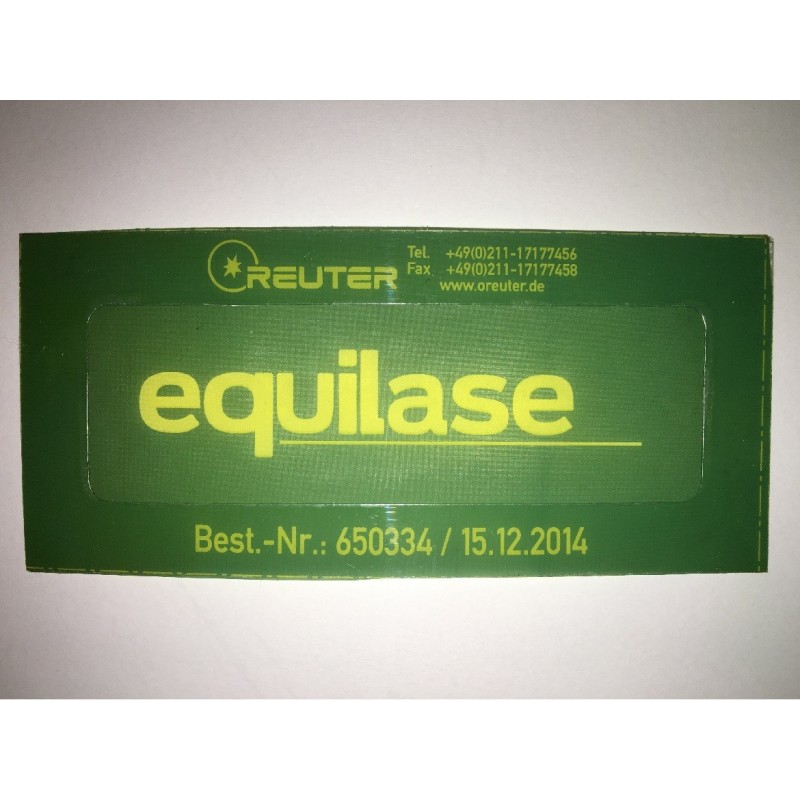 OREUTER
Tel. +49(0)211-17177456
Fax +49(0)211-17177458
www.oreuter.de
equilase
Best.-Nr.: 650334 / 15.12.2014